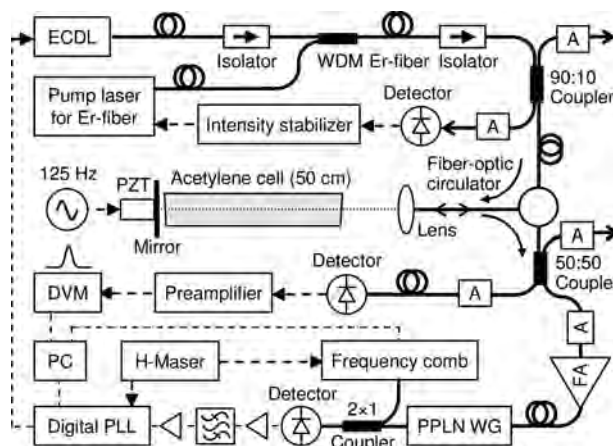 ECDL
Isolator
WDM Er-fiber
Isolator
A
90:10
Coupler
Pump laser
for Er-fiber
Intensity stabilizer
Detector
A
125 Hz
PZT
Acetylene cell (50 cm)
Fiber-optic
circulator
Mirror
Lens
A
50:50
Couple
DVM
Preamplifier
Detector
A
A
PC
H-Maser
Frequency comb
FA
Digital PLL
Detector
2×1
Coupler
PPLN WG